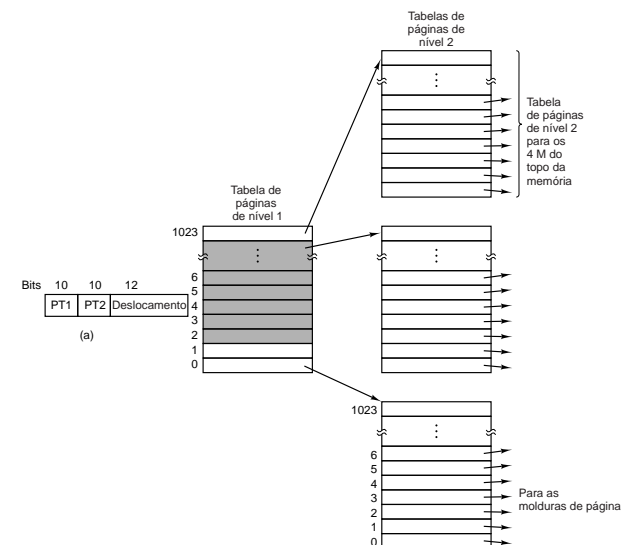 Tabelas de
páginas de
nível 2
Tabela
de páginas
de nível 2
para os
4 M do
topo da
memória
Tabela de
páginas
de nível 1
1023
6
5
4
3
2
1
0
Bits 10 10 12
PT1 PT2 Deslocamento
(a)
1023
6
5
4
3
2
1
0
Para as
molduras de página